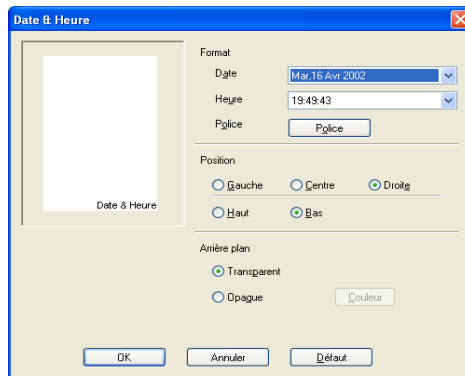 Date & Heure
Format
Date Mar,16 Avr 2002
Heure 19:49:43
Police Police
Date & Heure
Position
Gauche Centre Droite
Haut Bas
Arrière plan
Transparent
Opaque Couleur
OK Annuler Défaut